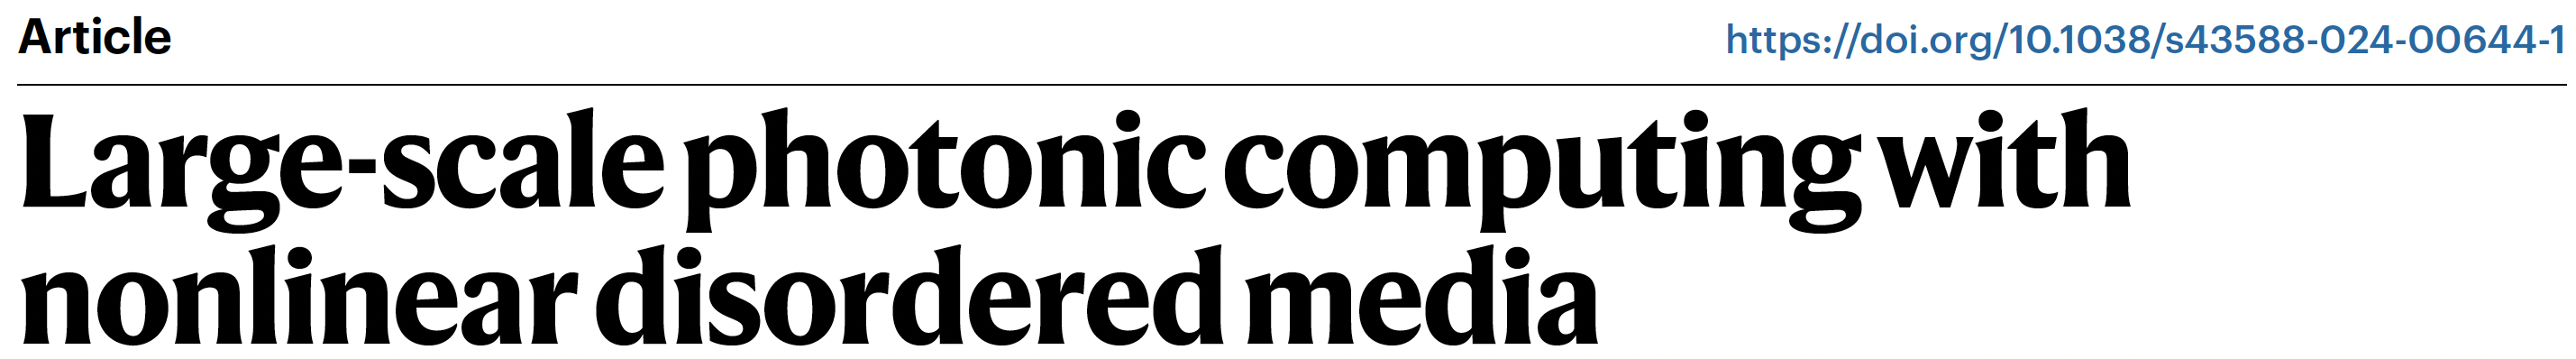 Article
https://doi.org/10.1038/s43588-024-00644-1
Large-scale photonic computing with
nonlinear disordered media